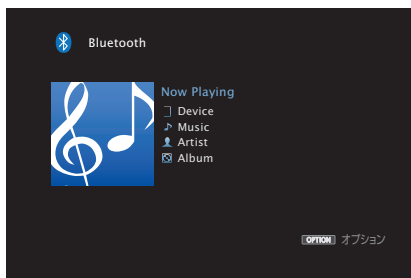 Bluetooth
Now Playing
Device
Music
Artist
Album
OPTION オプション